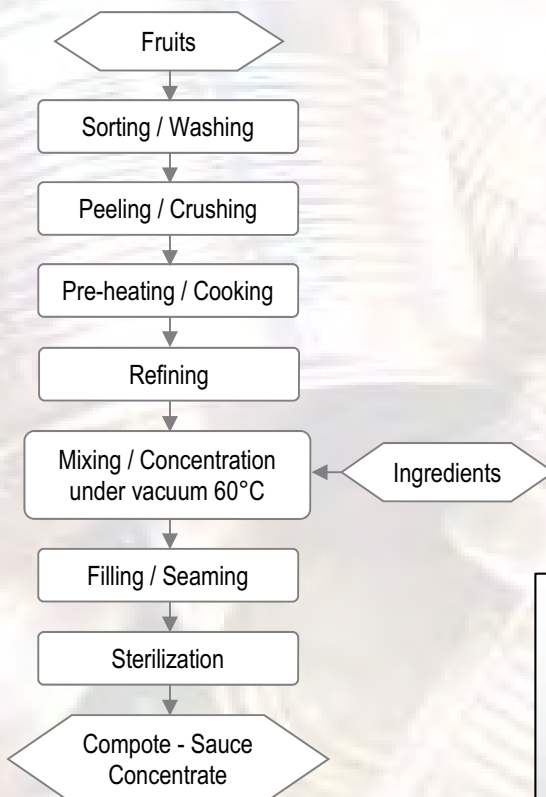 Fruits
Sorting / Washing
Peeling / Crushing
Pre-heating / Cooking
Refining
Mixing / Concentration
under vacuum 60°C
Ingredients
Filling / Seaming
Sterilization
Compote - Sauce
Concentrate